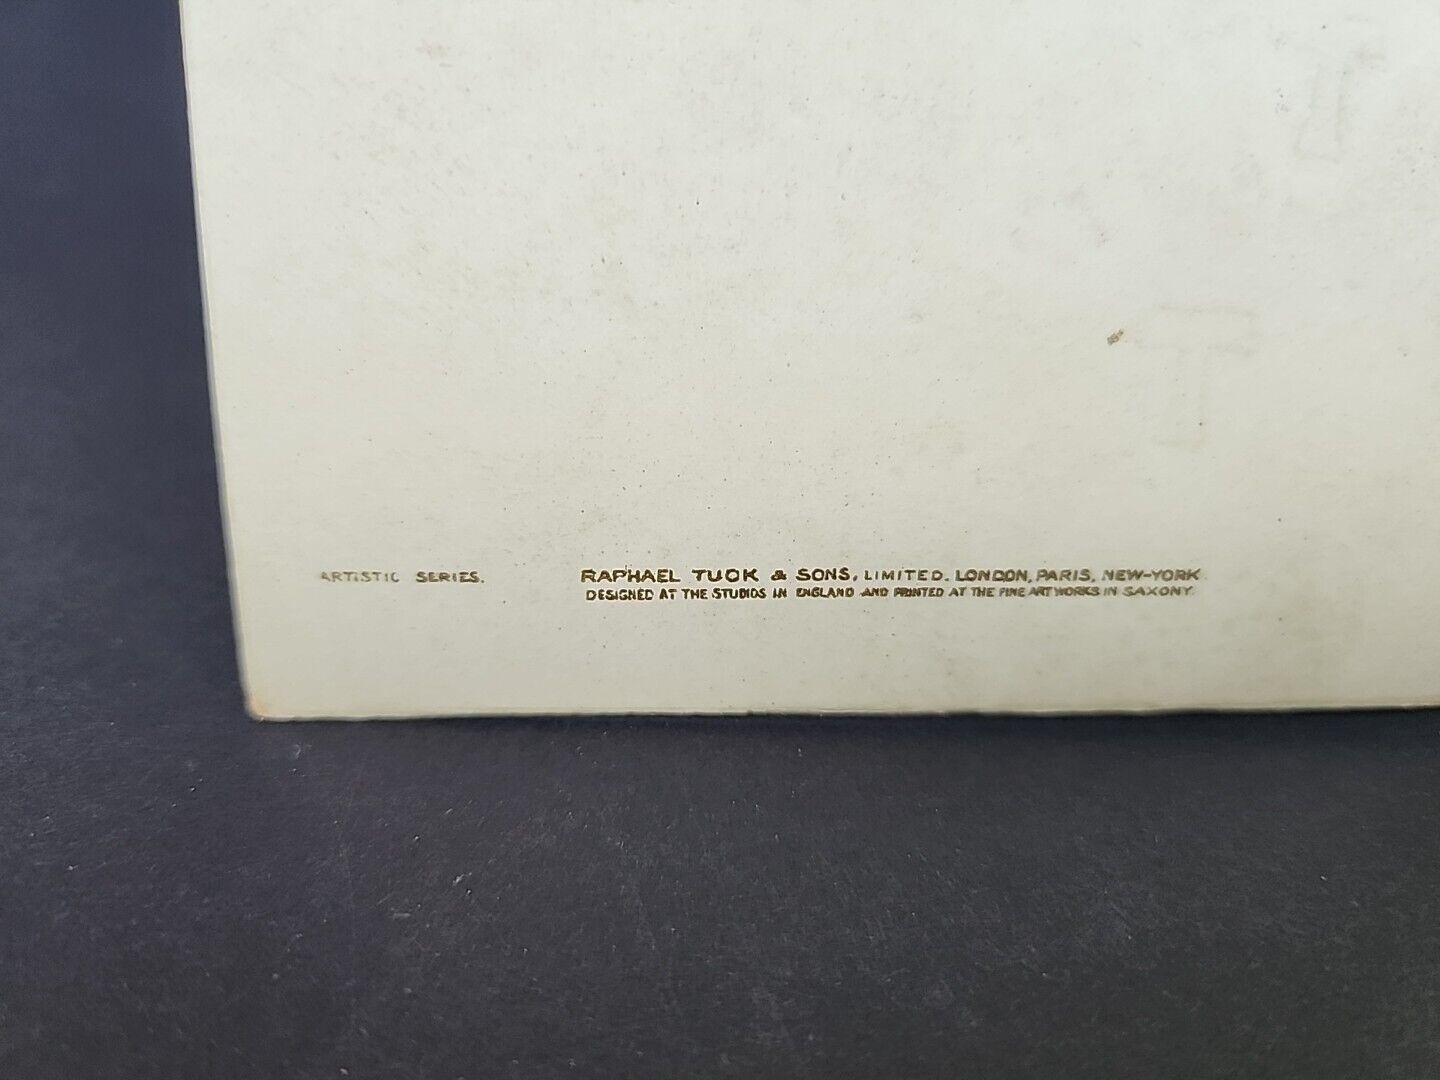 ARTISTIC SERIES. RAPHAEL TUCK & SONS, LIMITED. LONDON, PARIS, NEW-YORK.
DESIGNED AT THE STUDIOS IN ENGLAND AND PRINTED AT THE FINE ART WORKS IN SAXONY.